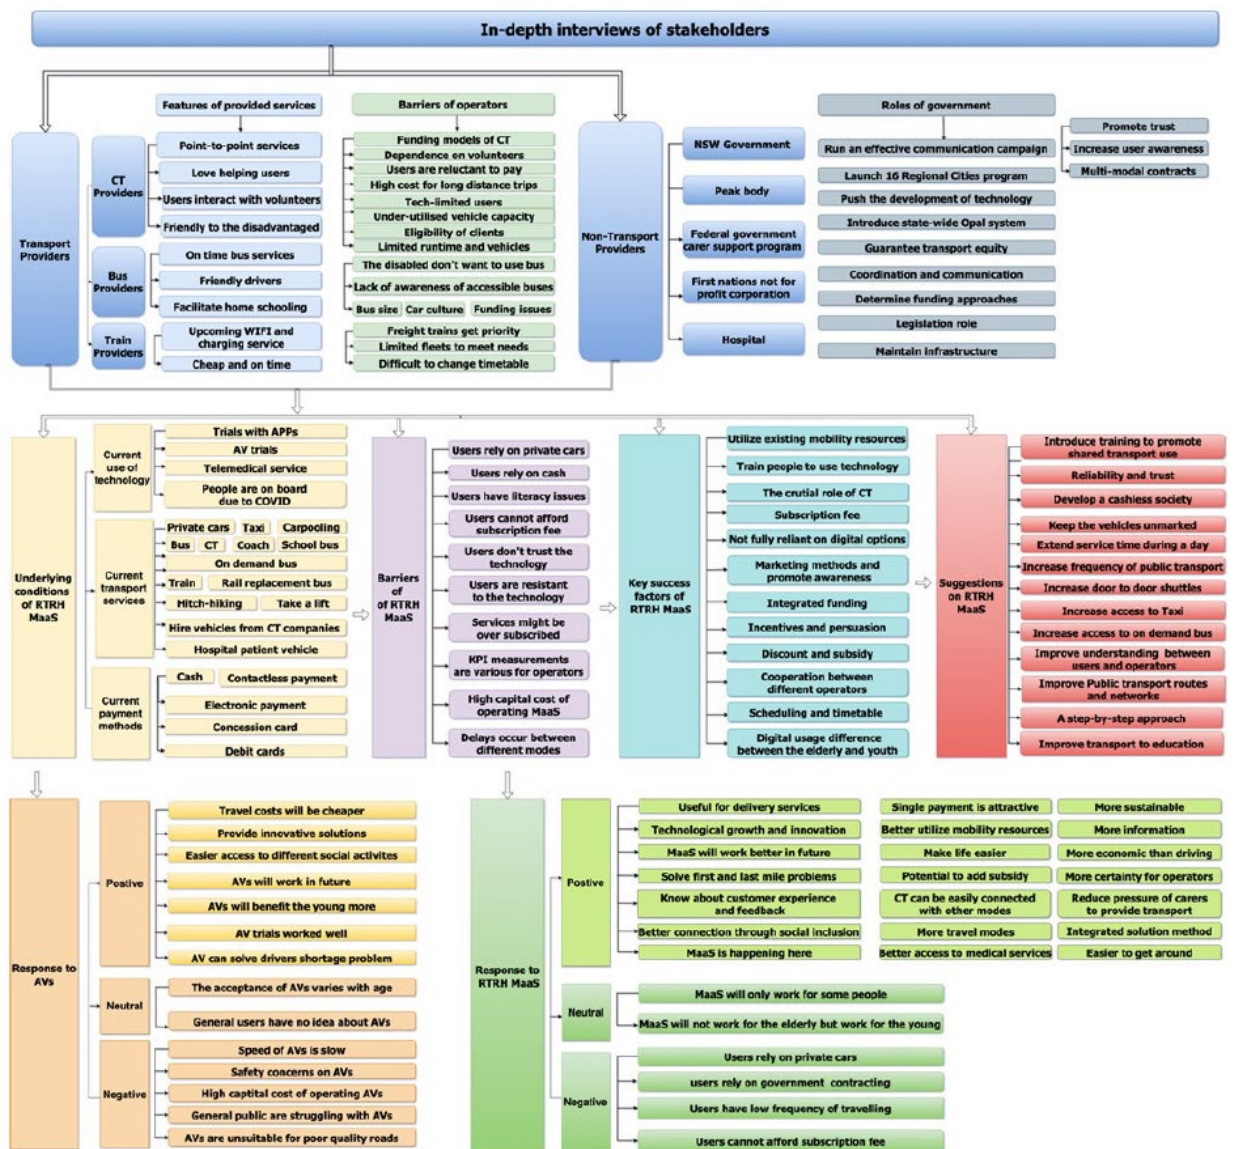 In-depth interviews of stakeholders
Features of provided services
Barriers of operators
Roles of government
Transport
Providers
CT
Providers
Point-to-point services
Love helping users
Users interact with volunteers
Friendly to the disadvantaged
Bus
Providers
On time bus services
Friendly drivers
Facilitate home schooling
Train
Providers
Upcoming WIFI and
charging service
Cheap and on time
Funding models of CT
Dependence on volunteers
Users are reluctant to pay
High cost for long distance trips
Tech-limited users
Under-utilised vehicle capacity
Eligibility of clients
Limited runtime and vehicles
The disabled don't want to use bus
Lack of awareness of accessible buses
Bus size
Car culture
Funding issues
Freight trains get priority
Limited fleets to meet needs
Difficult to change timetable
Non-Transport
Providers
NSW Government
Peak body
Federal government
carer support program
First nations not for
profit corporation
Hospital
Run an effective communication campaign
Launch 16 Regional Cities program
Push the development of technology
Introduce state-wide Opal system
Guarantee transport equity
Coordination and communication
Determine funding approaches
Legislation role
Maintain infrastructure
Promote trust
Increase user awareness
Multi-modal contracts
Underlying
conditions
of RTRH
MaaS
Current
use of
technology
Trials with APPs
AV trials
Telemedical service
People are on board
due to COVID
Current
transport
services
Private cars
Taxi
Carpooling
Bus
CT
Coach
School bus
On demand bus
Train
Rail replacement bus
Hitch-hiking
Take a lift
Hire vehicles from CT companies
Hospital patient vehicle
Current
payment
methods
Cash
Contactless payment
Electronic payment
Concession card
Debit cards
Barriers
of
of RTRH
MaaS
Users rely on private cars
Users rely on cash
Users have literacy issues
Users cannot afford
subscription fee
Users don't trust the
technology
Users are resistant
to the technology
Services might be
over subscribed
KPI measurements
are various for operators
High capital cost of
operating MaaS
Delays occur between
different modes
Key success
factors of
RTRH MaaS
Utilize existing mobility resources
Train people to use technology
The crutial role of CT
Subscription fee
Not fully reliant on digital options
Marketing methods and
promote awareness
Integrated funding
Incentives and persuasion
Discount and subsidy
Cooperation between
different operators
Scheduling and timetable
Digital usage difference
between the elderly and youth
Suggestions
on RTRH
MaaS
Introduce training to promote
shared transport use
Reliability and trust
Develop a cashless society
Keep the vehicles unmarked
Extend service time during a day
Increase frequency of public transport
Increase door to door shuttles
Increase access to Taxi
Increase access to on demand bus
Improve understanding between
users and operators
Improve Public transport routes
and networks
A step-by-step approach
Improve transport to education
Response to
AVs
Postive
Travel costs will be cheaper
Provide innovative solutions
Easier access to different social activites
AVs will work in future
AVs will benefit the young more
AV trials worked well
AV can solve drivers shortage problem
Neutral
The acceptance of AVs varies with age
General users have no idea about AVs
Negative
Speed of AVs is slow
Safety concerns on AVs
High captital cost of operating AVs
General public are struggling with AVs
AVs are unsuitable for poor quality roads
Response to
RTRH MaaS
Postive
Useful for delivery services
Technological growth and innovation
MaaS will work better in future
Solve first and last mile problems
Know about customer experience
and feedback
Better connection through social inclusion
MaaS is happening here
Single payment is attractive
Better utilize mobility resources
Make life easier
Potential to add subsidy
CT can be easily connected
with other modes
More travel modes
Better access to medical services
More sustainable
More information
More economic than driving
More certainty for operators
Reduce pressure of carers
to provide transport
Integrated solution method
Easier to get around
Neutral
MaaS will only work for some people
MaaS will not work for the elderly but work for the young
Negative
Users rely on private cars
users rely on government contracting
Users have low frequency of travelling
Users cannot afford subscription fee